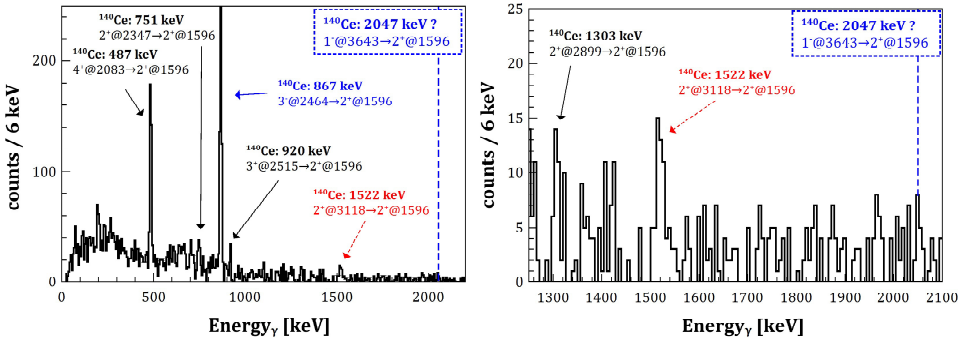 ¹⁴⁰Ce: 751 keV
2⁺@2347→2⁺@1596
¹⁴⁰Ce: 487 keV
4⁺@2083→2⁺@1596
¹⁴⁰Ce: 2047 keV ?
1⁻@3643→2⁺@1596
¹⁴⁰Ce: 867 keV
3⁻@2464→2⁺@1596
¹⁴⁰Ce: 920 keV
3⁺@2515→2⁺@1596
¹⁴⁰Ce: 1522 keV
2⁺@3118→2⁺@1596
counts / 6 keV
200
100
0
0 500 1000 1500 2000
Energyγ [keV]
¹⁴⁰Ce: 1303 keV
2⁺@2899→2⁺@1596
¹⁴⁰Ce: 2047 keV ?
1⁻@3643→2⁺@1596
¹⁴⁰Ce: 1522 keV
2⁺@3118→2⁺@1596
counts / 6 keV
25
20
15
10
5
0
1300 1400 1500 1600 1700 1800 1900 2000 2100
Energyγ [keV]